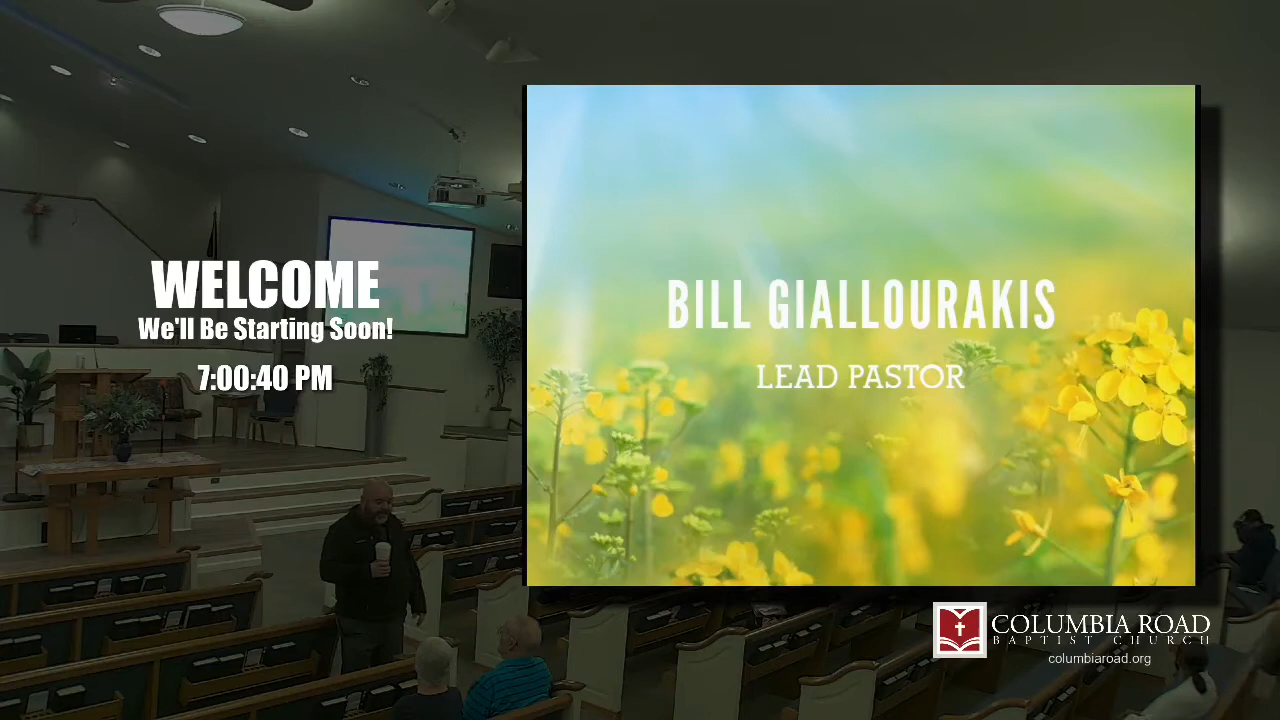 WELCOME
We'll Be Starting Soon!
7:00:40 PM
BILL GIALLOURAKIS
LEAD PASTOR
COLUMBIA ROAD
BAPTIST CHURCH
columbiaroad.org